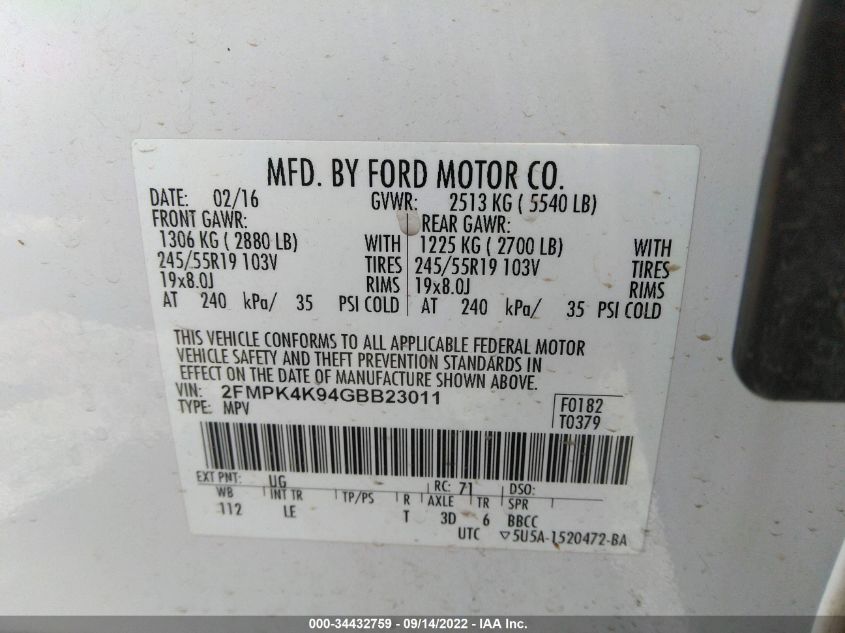 MFD. BY FORD MOTOR CO.
DATE: 02/16 GVWR: 2513 KG ( 5540 LB)
FRONT GAWR: REAR GAWR:
1306 KG ( 2880 LB) WITH 1225 KG ( 2700 LB) WITH
245/55R19 103V TIRES 245/55R19 103V TIRES
19x8.0J RIMS 19x8.0J RIMS
AT 240 kPa/ 35 PSI COLD AT 240 kPa/ 35 PSI COLD
THIS VEHICLE CONFORMS TO ALL APPLICABLE FEDERAL MOTOR
VEHICLE SAFETY AND THEFT PREVENTION STANDARDS IN
EFFECT ON THE DATE OF MANUFACTURE SHOWN ABOVE.
VIN: 2FMPK4K94GBB23011 F0182
TYPE: MPV T0379
EXT PNT: UG RC: 71 DSO:
WB INT TR TP/PS R AXLE TR SPR
112 LE T 3D 6 BBCC
UTC ▽5U5A-1520472-BA
000-34432759 - 09/14/2022 - IAA Inc.